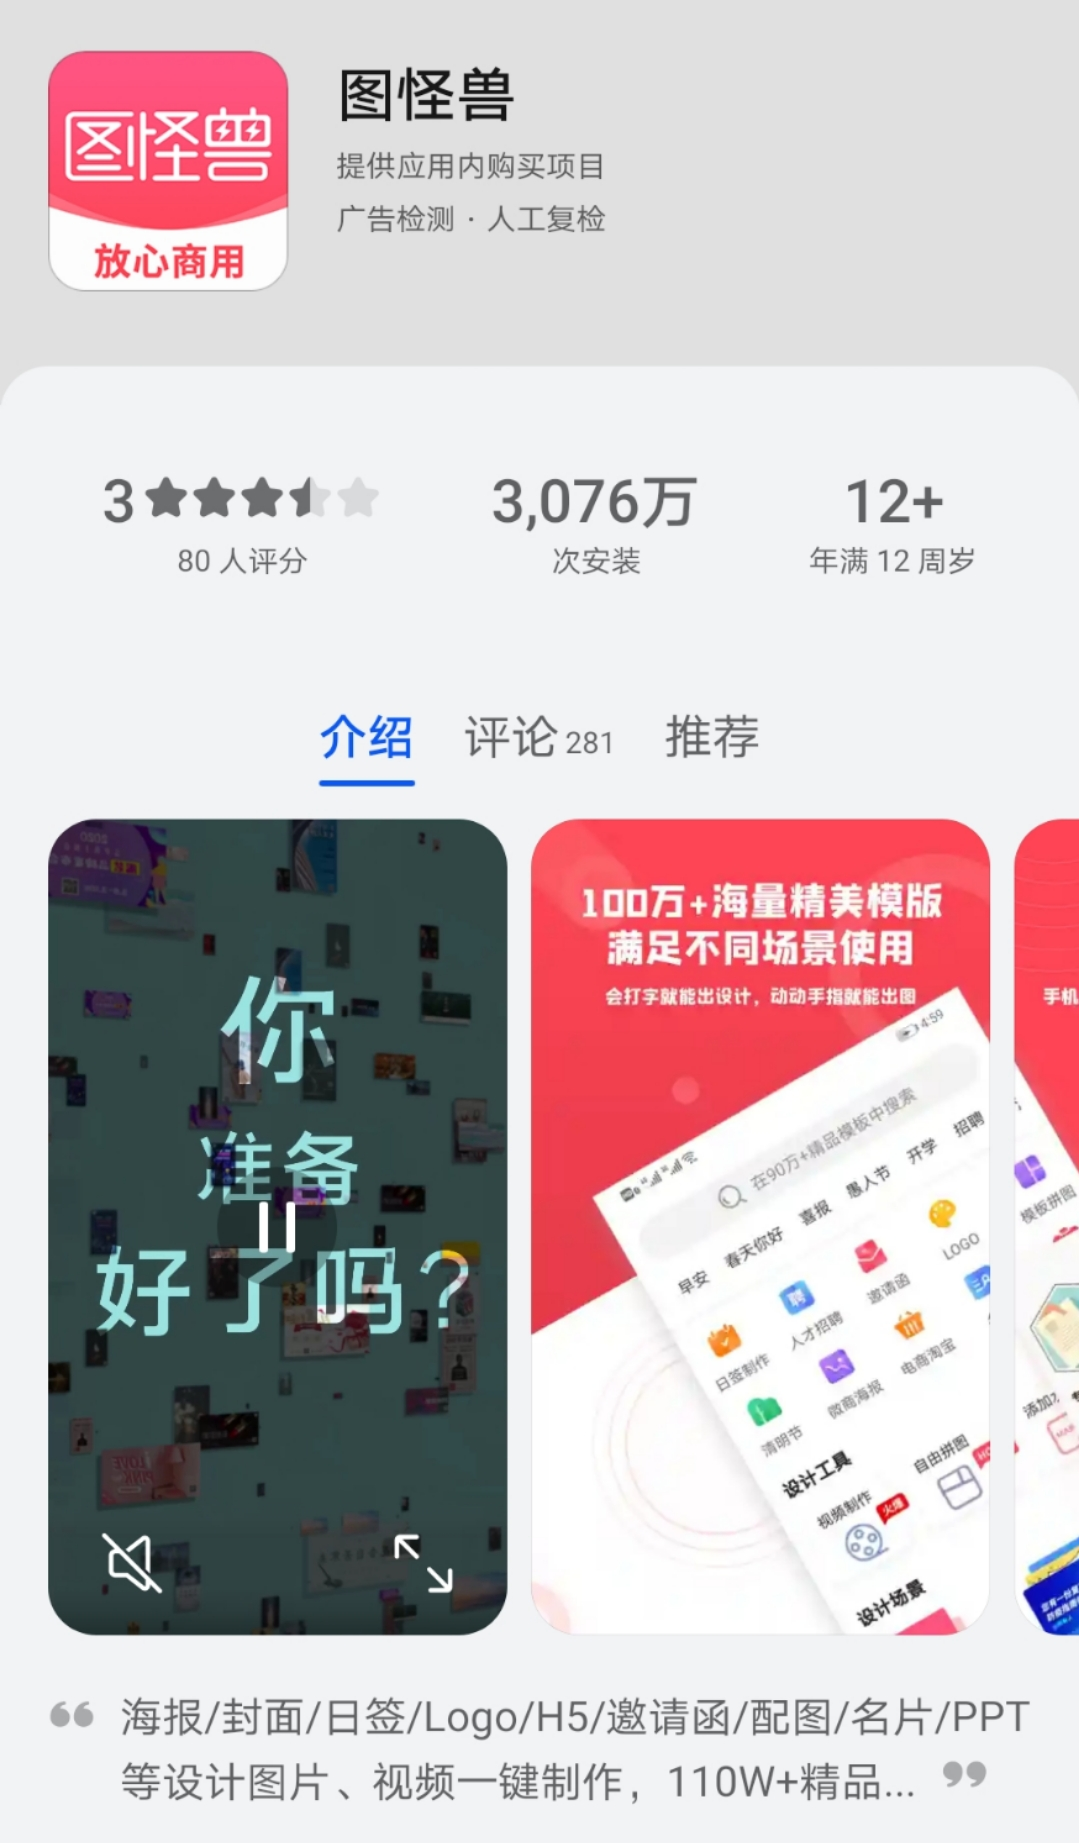 图怪兽
放心商用
图怪兽
提供应用内购买项目
广告检测 · 人工复检
3
80 人评分
3,076万
次安装
12+
年满 12 周岁
介绍
评论 281
推荐
你
准备
好了吗?
100万+海量精美模版
满足不同场景使用
会打字就能出设计，动动手指就能出图
4:59
在90万+精品模板中搜索
早安 春天你好 喜报 愚人节 开学 招聘
日签制作 人才招聘 邀请函 LOGO
清明节 微商海报 电商淘宝
设计工具
视频制作 火爆 自由拼图
设计场景
手机
模板拼图
添加?
“ 海报/封面/日签/Logo/H5/邀请函/配图/名片/PPT
等设计图片、视频一键制作，110W+精品... ”